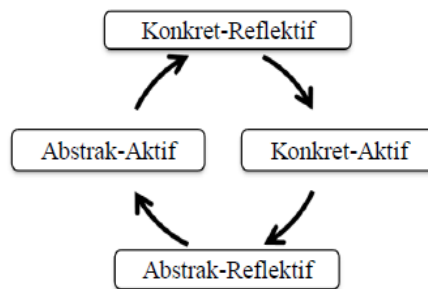 Konkret-Reflektif
Abstrak-Aktif
Konkret-Aktif
Abstrak-Reflektif